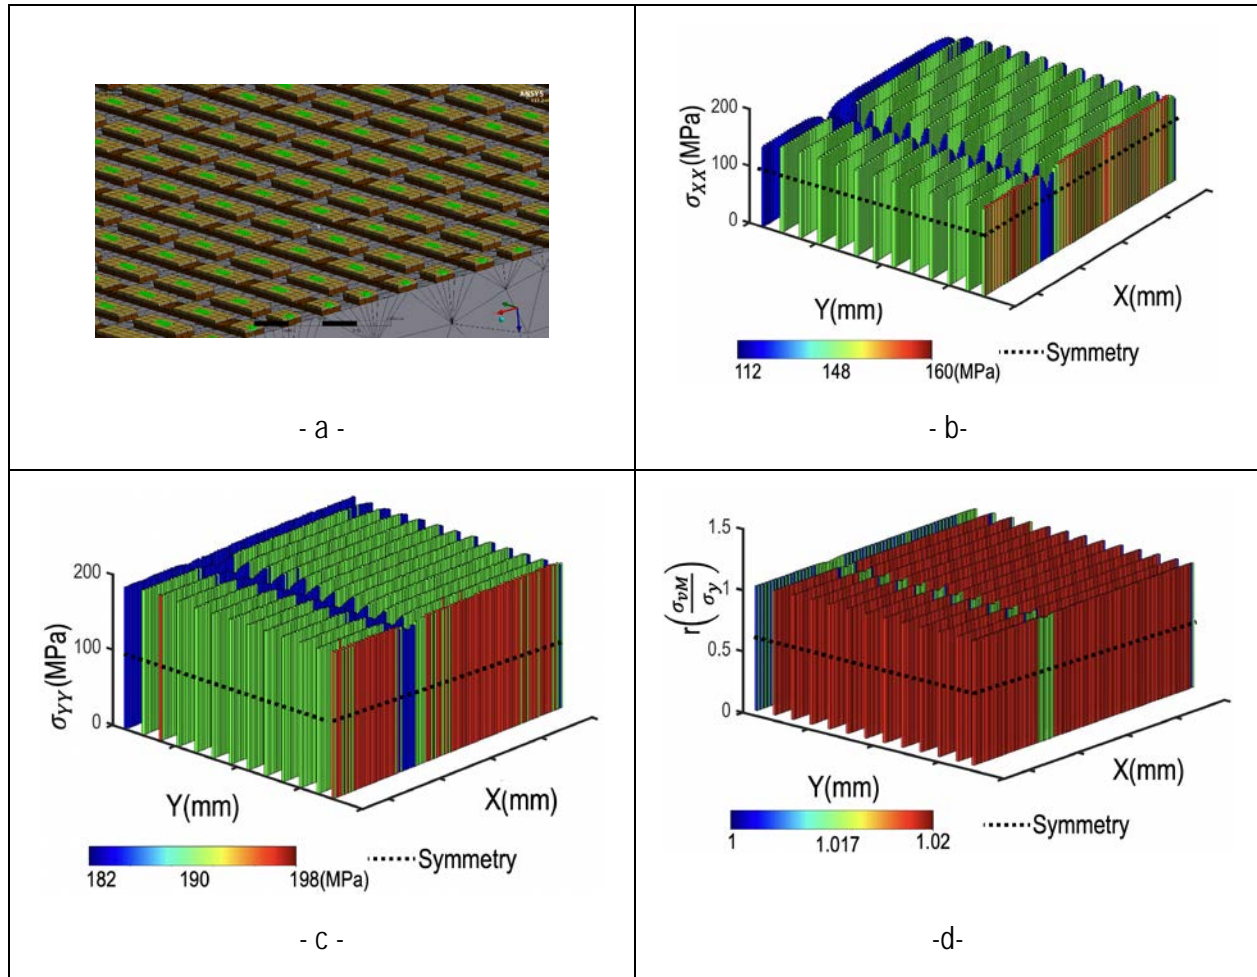 ANSYS
- a -
σXX(MPa)
200
100
0
Y(mm)
X(mm)
112
148
160(MPa)
Symmetry
- b-
σYY(MPa)
200
100
0
Y(mm)
X(mm)
182
190
198(MPa)
Symmetry
- c -
r(σvM/σy)
1.5
1
0.5
0
Y(mm)
X(mm)
1
1.017
1.02
Symmetry
-d-